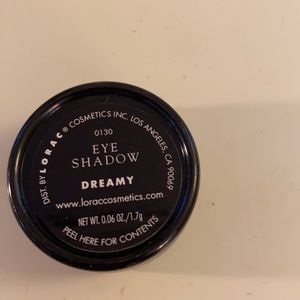 DIST. BY LORAC® COSMETICS INC. LOS ANGELES, CA 90069
0130
EYE
SHADOW
DREAMY
www.loraccosmetics.com
NET WT. 0.06 OZ./1.7g
PEEL HERE FOR CONTENTS